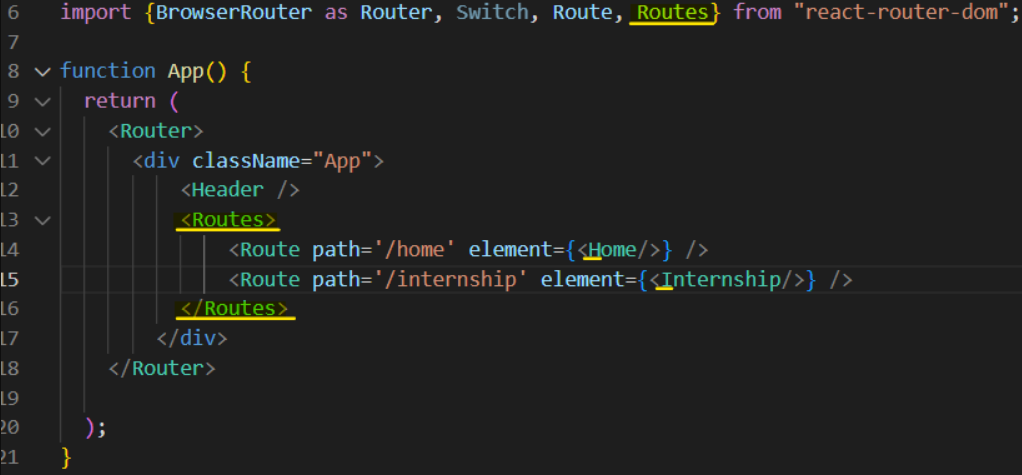 6 import {BrowserRouter as Router, Switch, Route, Routes} from "react-router-dom";
7
8 function App() {
9 return (
10 <Router>
11 <div className="App">
12 <Header />
13 <Routes>
14 <Route path='/home' element={<Home/>} />
15 <Route path='/internship' element={<Internship/>} />
16 </Routes>
17 </div>
18 </Router>
19
20 );
21 }